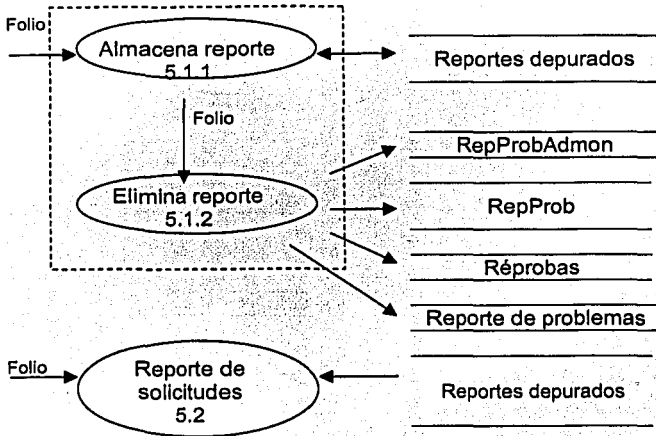 Folio
Almacena reporte
5.1.1
Reportes depurados
Folio
RepProbAdmon
Elimina reporte
5.1.2
RepProb
Réprobas
Reporte de problemas
Folio
Reporte de
solicitudes
5.2
Reportes depurados